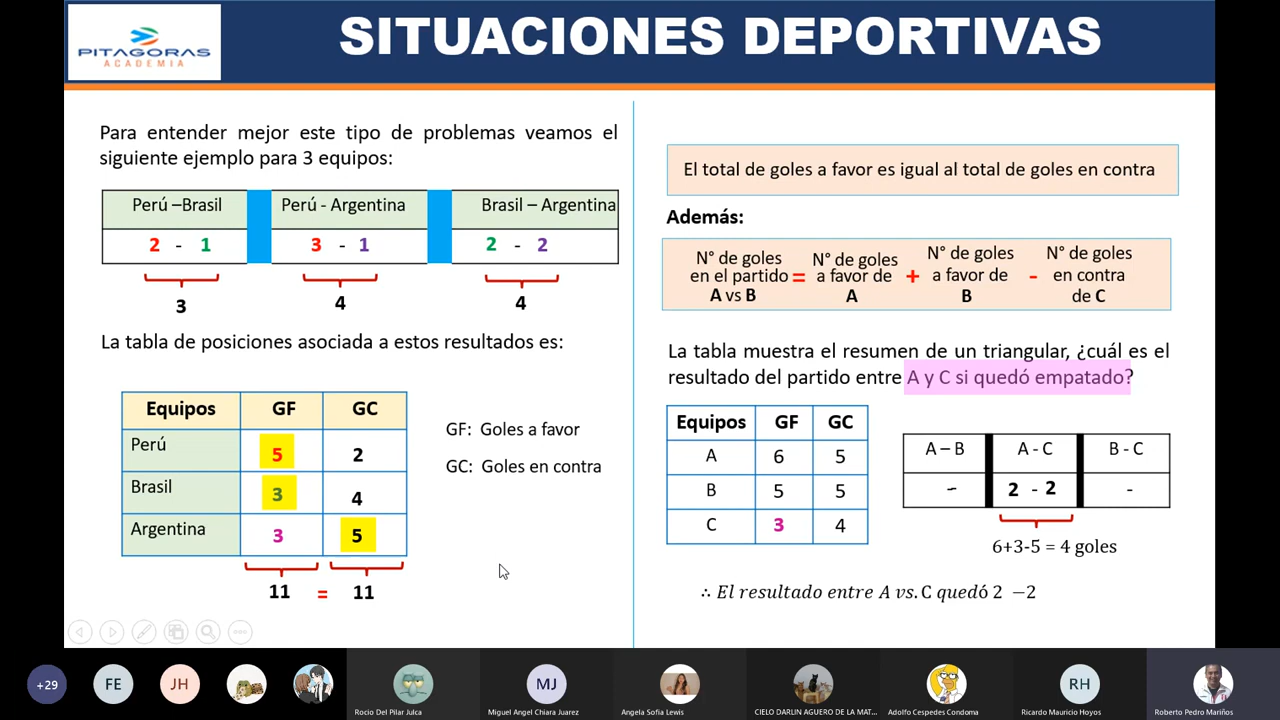 PITAGORAS
ACADEMIA
SITUACIONES DEPORTIVAS
Para entender mejor este tipo de problemas veamos el
siguiente ejemplo para 3 equipos:
Perú –Brasil Perú - Argentina Brasil – Argentina
2 - 1 3 - 1 2 - 2
3 4 4
La tabla de posiciones asociada a estos resultados es:
Equipos GF GC
Perú 5 2
Brasil 3 4
Argentina 3 5
11 = 11
GF: Goles a favor
GC: Goles en contra
El total de goles a favor es igual al total de goles en contra
Además:
N° de goles en el partido A vs B = N° de goles a favor de A + N° de goles a favor de B - N° de goles en contra de C
La tabla muestra el resumen de un triangular, ¿cuál es el
resultado del partido entre A y C si quedó empatado?
Equipos GF GC
A 6 5
B 5 5
C 3 4
A – B A - C B - C
- 2 - 2 -
6+3-5 = 4 goles
∴ El resultado entre A vs. C quedó 2 −2
+29
FE
JH
Rocio Del Pilar Julca
MJ
Miguel Angel Chiara Juarez
Angela Sofia Lewis
CIELO DARLIN AGUERO DE LA MAT...
Adolfo Cespedes Condoma
RH
Ricardo Mauricio Hoyos
Roberto Pedro Mariños